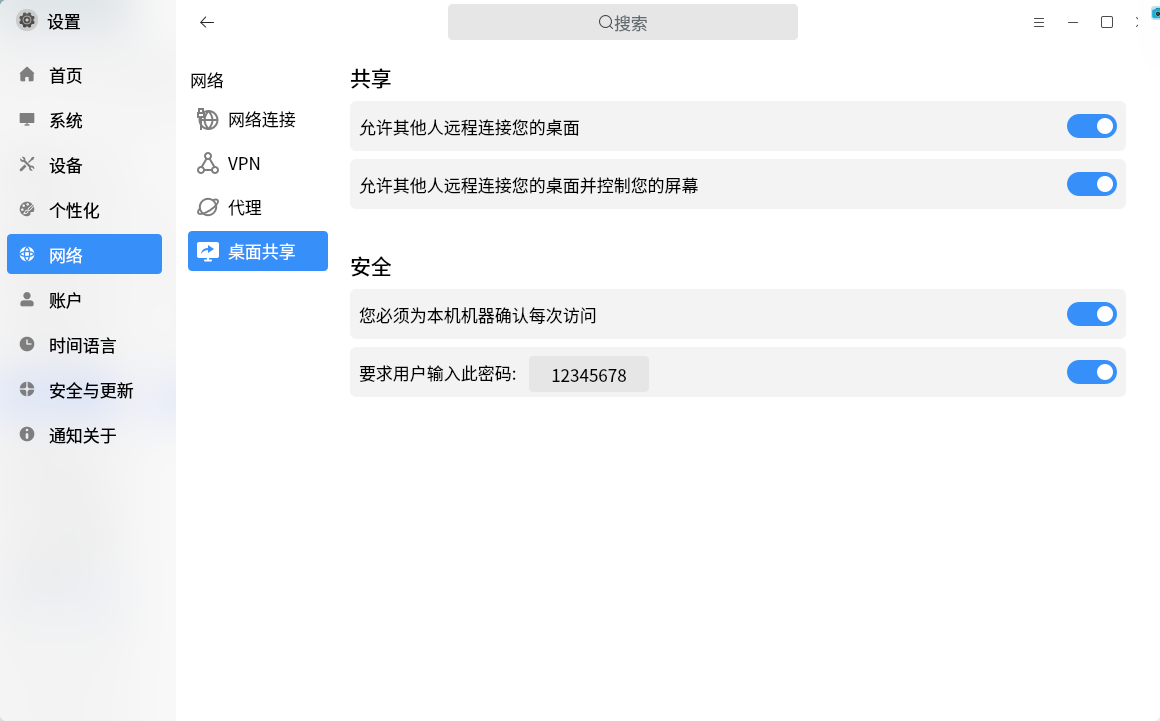 设置
搜索
首页
系统
设备
个性化
网络
账户
时间语言
安全与更新
通知关于
网络
网络连接
VPN
代理
桌面共享
共享
允许其他人远程连接您的桌面
允许其他人远程连接您的桌面并控制您的屏幕
安全
您必须为本机机器确认每次访问
要求用户输入此密码: 12345678